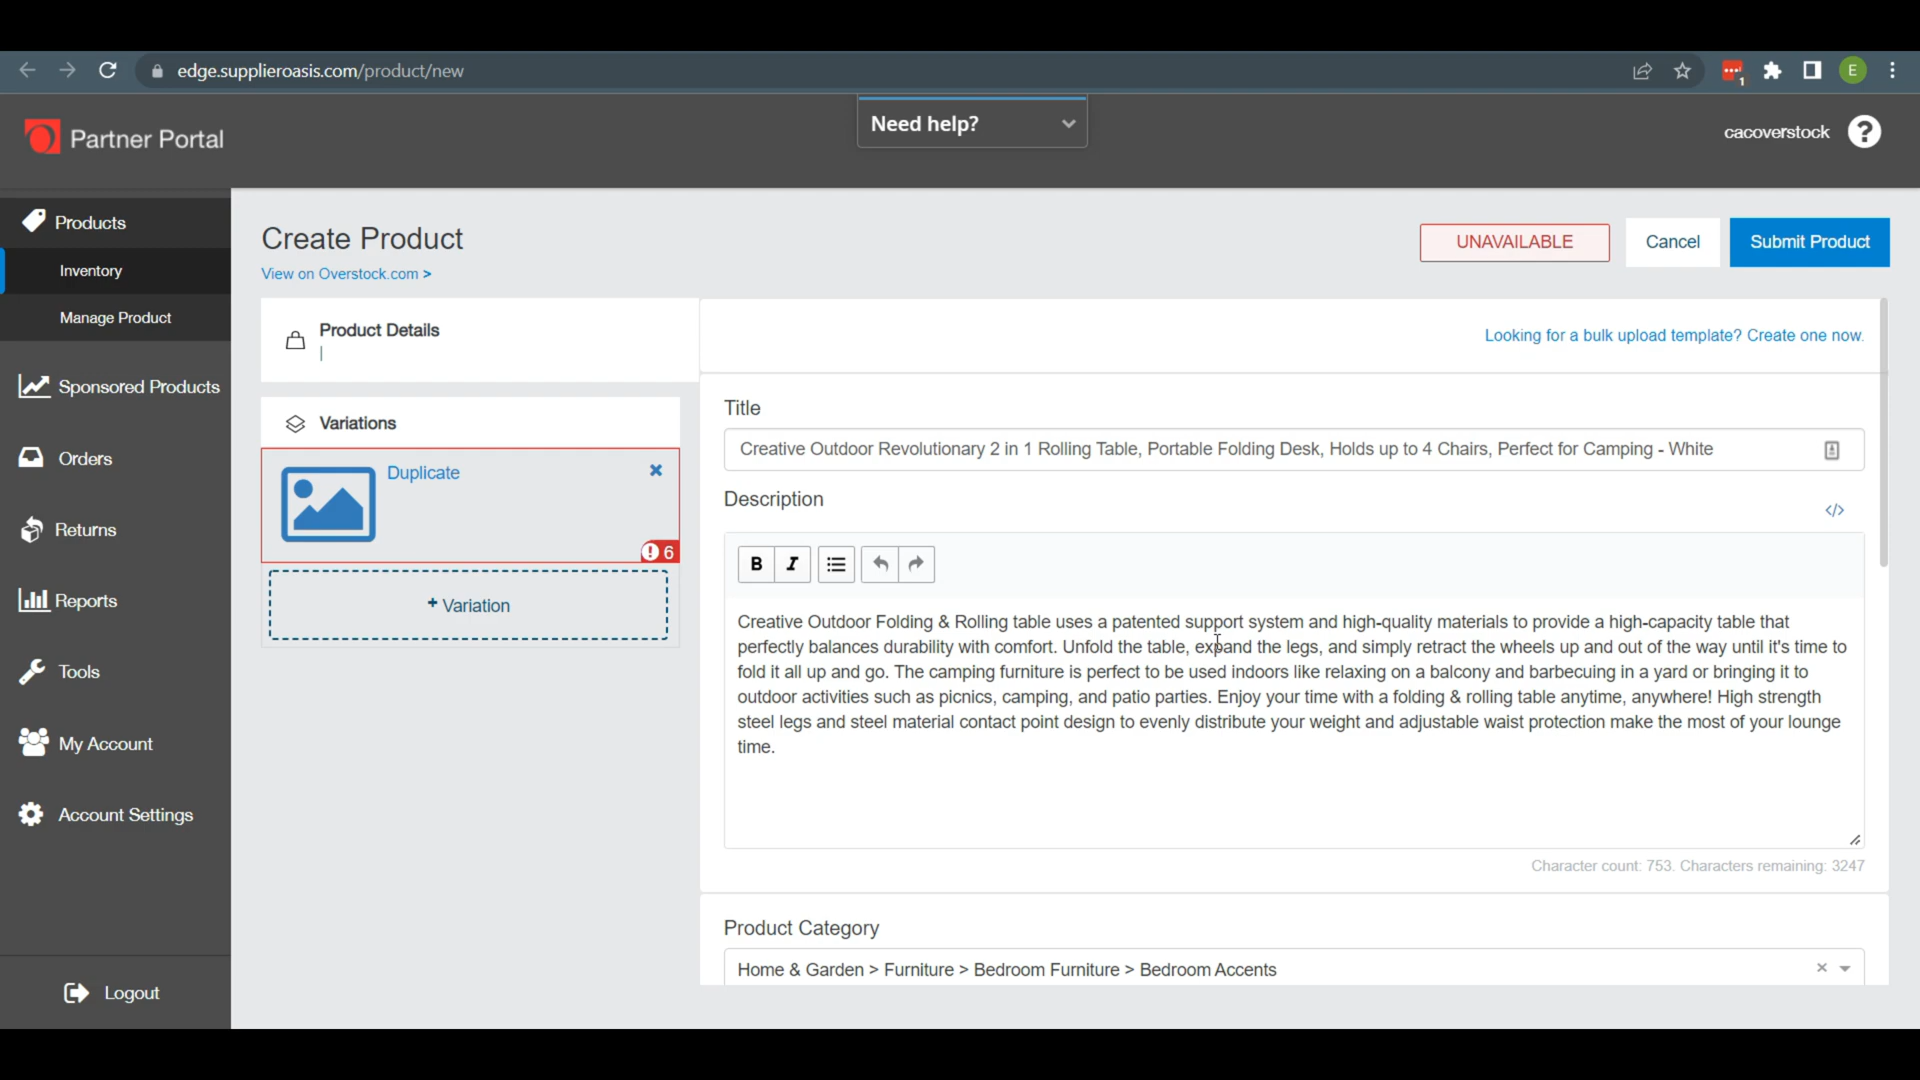 edge.supplieroasis.com/product/new
1
E
Partner Portal
Need help?
cacoverstock
?
Products
Inventory
Manage Product
Sponsored Products
Orders
Returns
Reports
Tools
My Account
Account Settings
Logout
Create Product
View on Overstock.com >
UNAVAILABLE
Cancel
Submit Product
Product Details
Variations
Duplicate
! 6
+ Variation
Looking for a bulk upload template? Create one now.
Title
Creative Outdoor Revolutionary 2 in 1 Rolling Table, Portable Folding Desk, Holds up to 4 Chairs, Perfect for Camping - White
Description
</>
B I
Creative Outdoor Folding & Rolling table uses a patented support system and high-quality materials to provide a high-capacity table that
perfectly balances durability with comfort. Unfold the table, expand the legs, and simply retract the wheels up and out of the way until it's time to
fold it all up and go. The camping furniture is perfect to be used indoors like relaxing on a balcony and barbecuing in a yard or bringing it to
outdoor activities such as picnics, camping, and patio parties. Enjoy your time with a folding & rolling table anytime, anywhere! High strength
steel legs and steel material contact point design to evenly distribute your weight and adjustable waist protection make the most of your lounge
time.
Character count: 753. Characters remaining: 3247
Product Category
Home & Garden > Furniture > Bedroom Furniture > Bedroom Accents